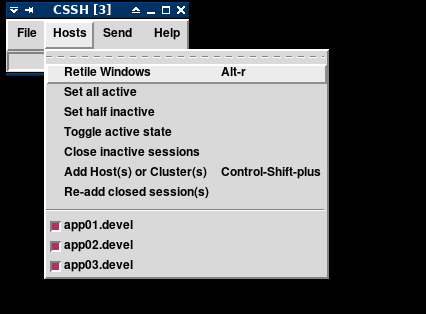 CSSH [3]
File Hosts Send Help
Retile Windows Alt-r
Set all active
Set half inactive
Toggle active state
Close inactive sessions
Add Host(s) or Cluster(s) Control-Shift-plus
Re-add closed session(s)
app01.devel
app02.devel
app03.devel